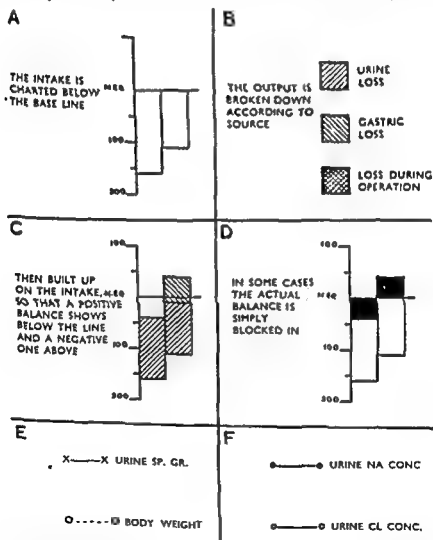 A
THE INTAKE IS
CHARTED BELOW
THE BASE LINE
MEQ
100
200
B
THE OUTPUT IS
BROKEN DOWN
ACCORDING TO
SOURCE
URINE
LOSS
GASTRIC
LOSS
LOSS DURING
OPERATION
C
THEN BUILT UP
ON THE INTAKE,
SO THAT A POSITIVE
BALANCE SHOWS
BELOW THE LINE
AND A NEGATIVE
ONE ABOVE
100
MEQ
100
200
D
IN SOME CASES
THE ACTUAL
BALANCE IS
SIMPLY
BLOCKED IN
100
MEQ
100
200
E
X—X URINE SP. GR.
BODY WEIGHT
F
URINE NA CONC
URINE CL CONC.